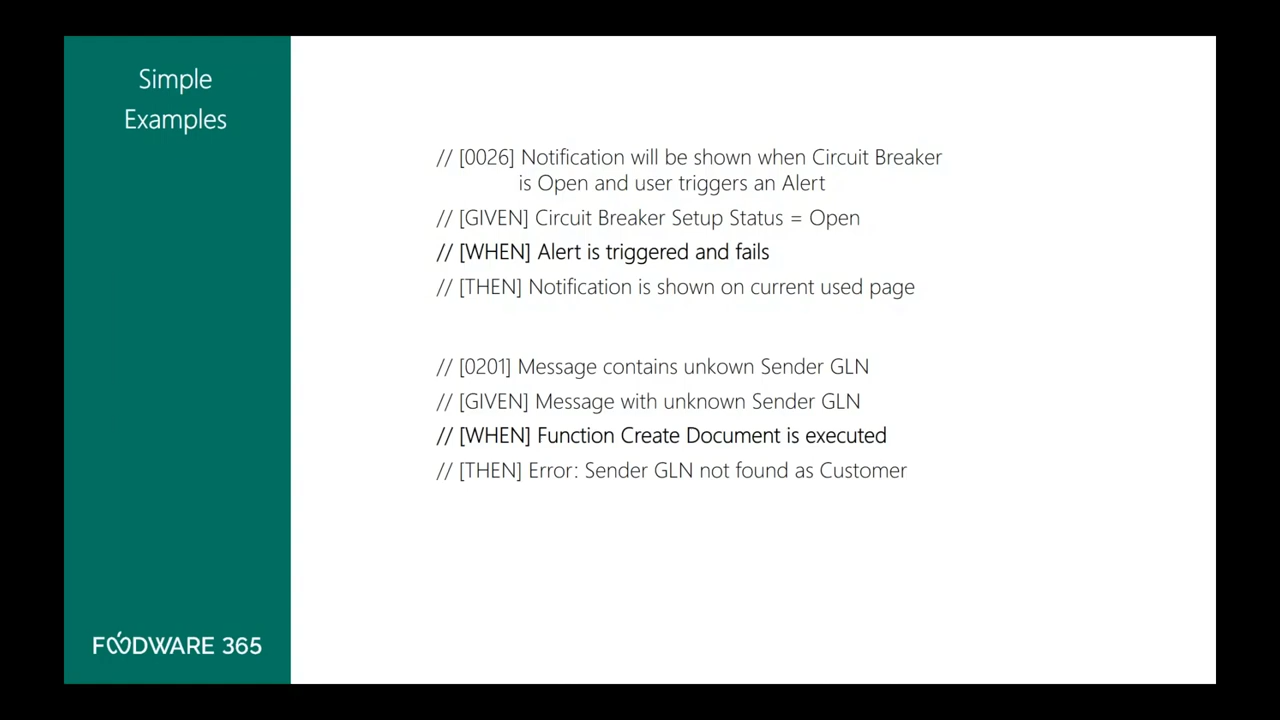 Simple
Examples
// [0026] Notification will be shown when Circuit Breaker
is Open and user triggers an Alert
// [GIVEN] Circuit Breaker Setup Status = Open
// [WHEN] Alert is triggered and fails
// [THEN] Notification is shown on current used page
// [0201] Message contains unkown Sender GLN
// [GIVEN] Message with unknown Sender GLN
// [WHEN] Function Create Document is executed
// [THEN] Error: Sender GLN not found as Customer
FOODWARE 365